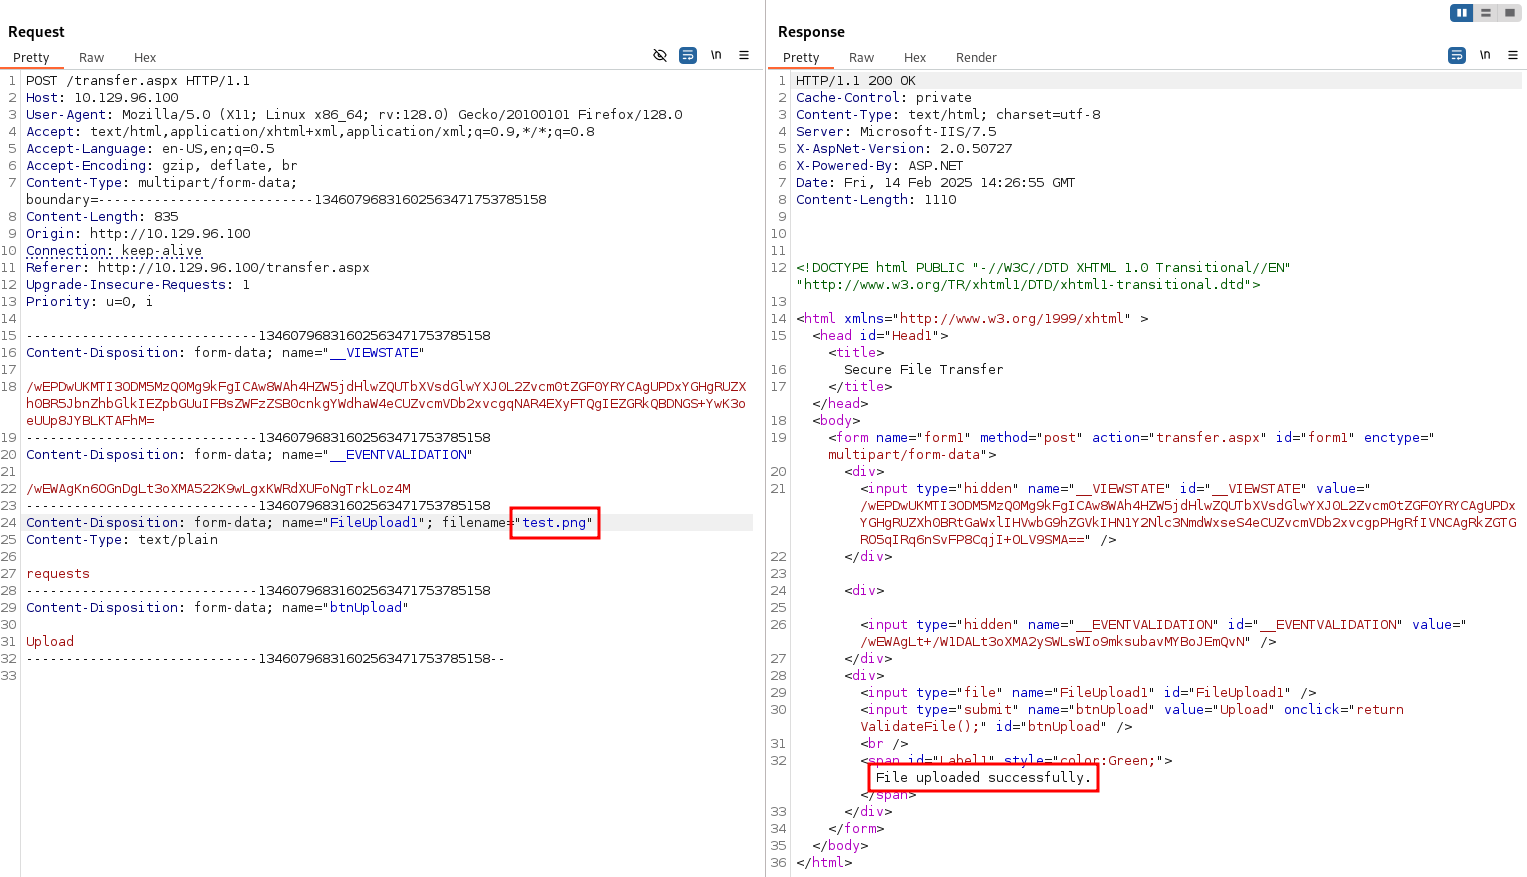 Request
Pretty Raw Hex \n
1 POST /transfer.aspx HTTP/1.1
2 Host: 10.129.96.100
3 User-Agent: Mozilla/5.0 (X11; Linux x86_64; rv:128.0) Gecko/20100101 Firefox/128.0
4 Accept: text/html,application/xhtml+xml,application/xml;q=0.9,*/*;q=0.8
5 Accept-Language: en-US,en;q=0.5
6 Accept-Encoding: gzip, deflate, br
7 Content-Type: multipart/form-data;
boundary=---------------------------13460796831602563471753785158
8 Content-Length: 835
9 Origin: http://10.129.96.100
10 Connection: keep-alive
11 Referer: http://10.129.96.100/transfer.aspx
12 Upgrade-Insecure-Requests: 1
13 Priority: u=0, i
14
15 -----------------------------13460796831602563471753785158
16 Content-Disposition: form-data; name="__VIEWSTATE"
17
18 /wEPDwUKMTI3ODM5MzQ0Mg9kFgICAw8WAh4HZW5jdHlwZQUTbXVsdGlwYXJ0L2Zvcm0tZGF0YRYCAgUPDxYGHgRUZX
h0BR5JbnZhbGlkIEZpbGUuIFBsZWFzZSB0cnkgYWdhaW4eCUZvcmVDb2xvcgqNAR4EXyFTQgIEZGRkQBDNGS+YwK3o
eUUp8JYBLKTAFhM=
19 -----------------------------13460796831602563471753785158
20 Content-Disposition: form-data; name="__EVENTVALIDATION"
21
22 /wEWAgKn6OGnDgLt3oXMA522K9wLgxKWRdXUFoNgTrkLoz4M
23 -----------------------------13460796831602563471753785158
24 Content-Disposition: form-data; name="FileUpload1"; filename="test.png"
25 Content-Type: text/plain
26
27 requests
28 -----------------------------13460796831602563471753785158
29 Content-Disposition: form-data; name="btnUpload"
30
31 Upload
32 -----------------------------13460796831602563471753785158--
33
Response
Pretty Raw Hex Render \n
1 HTTP/1.1 200 OK
2 Cache-Control: private
3 Content-Type: text/html; charset=utf-8
4 Server: Microsoft-IIS/7.5
5 X-AspNet-Version: 2.0.50727
6 X-Powered-By: ASP.NET
7 Date: Fri, 14 Feb 2025 14:26:55 GMT
8 Content-Length: 1110
9
10
11
12 <!DOCTYPE html PUBLIC "-//W3C//DTD XHTML 1.0 Transitional//EN"
"http://www.w3.org/TR/xhtml1/DTD/xhtml1-transitional.dtd">
13
14 <html xmlns="http://www.w3.org/1999/xhtml" >
15 <head id="Head1">
<title>
16 Secure File Transfer
17 </title>
</head>
18 <body>
19 <form name="form1" method="post" action="transfer.aspx" id="form1" enctype="
multipart/form-data">
20 <div>
21 <input type="hidden" name="__VIEWSTATE" id="__VIEWSTATE" value="
/wEPDwUKMTI3ODM5MzQ0Mg9kFgICAw8WAh4HZW5jdHlwZQUTbXVsdGlwYXJ0L2Zvcm0tZGF0YRYCAgUPDx
YGHgRUZXh0BRtGaWxlIHVwbG9hZGVkIHN1Y2Nlc3NmdWxseS4eCUZvcmVDb2xvcgpPHgRfIVNCAgRkZGTG
RO5qIRq6nSvFP8CqjI+OLV9SMA==" />
22 </div>
23
24 <div>
25
26 <input type="hidden" name="__EVENTVALIDATION" id="__EVENTVALIDATION" value="
/wEWAgLt+/W1DALt3oXMA2ySWLsWIo9mksubavMYBoJEmQvN" />
27 </div>
28 <div>
29 <input type="file" name="FileUpload1" id="FileUpload1" />
30 <input type="submit" name="btnUpload" value="Upload" onclick="return
ValidateFile();" id="btnUpload" />
31 <br />
32 <span id="Label1" style="color:Green;">
File uploaded successfully.
</span>
33 </div>
34 </form>
35 </body>
36 </html>